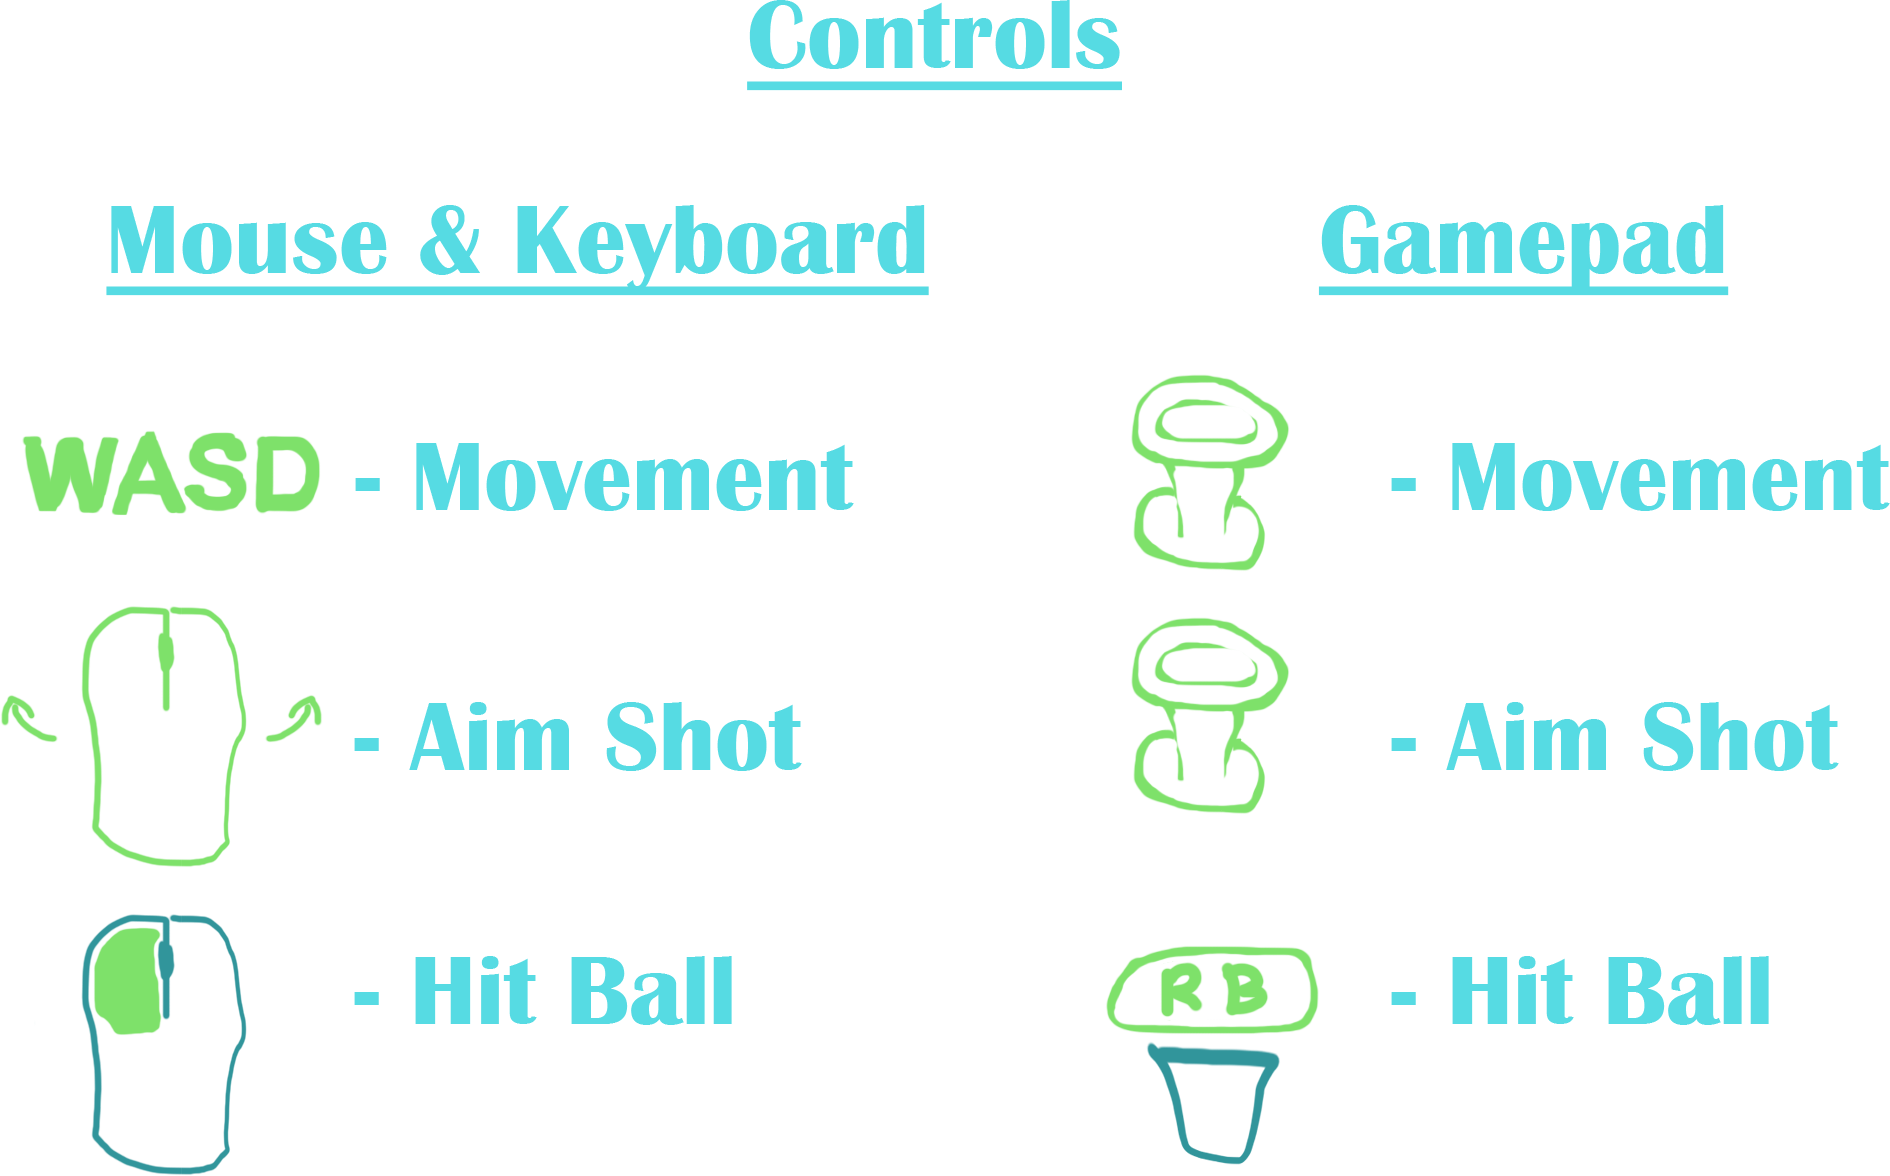 Controls
Mouse & Keyboard
WASD - Movement
- Aim Shot
- Hit Ball
Gamepad
- Movement
- Aim Shot
RB - Hit Ball